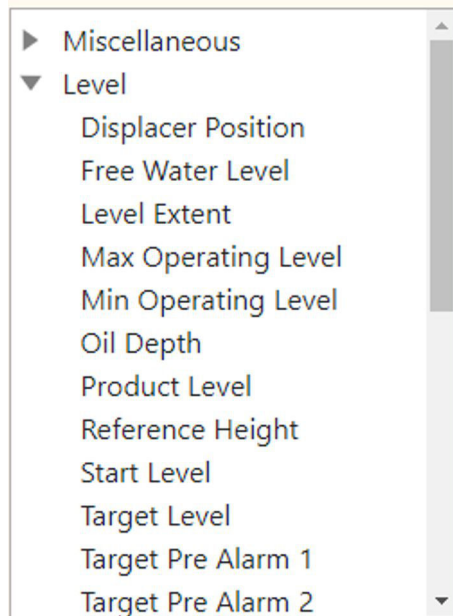 Miscellaneous
Level
Displacer Position
Free Water Level
Level Extent
Max Operating Level
Min Operating Level
Oil Depth
Product Level
Reference Height
Start Level
Target Level
Target Pre Alarm 1
Target Pre Alarm 2